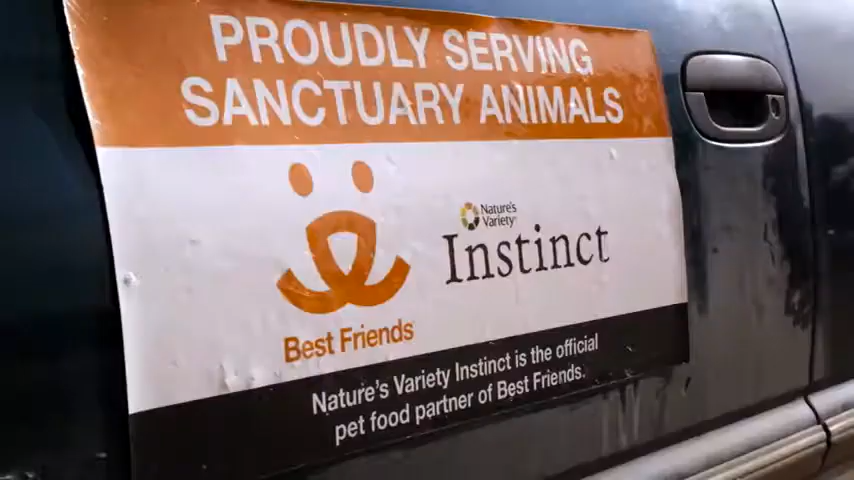 PROUDLY SERVING
SANCTUARY ANIMALS
Nature's
Variety
Instinct
Best Friends
Nature's Variety Instinct is the official
pet food partner of Best Friends.